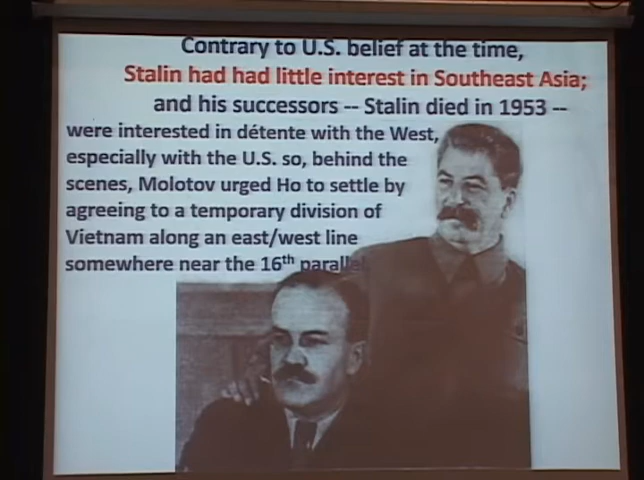 Contrary to U.S. belief at the time,
Stalin had had little interest in Southeast Asia;
and his successors -- Stalin died in 1953 --
were interested in détente with the West,
especially with the U.S. so, behind the
scenes, Molotov urged Ho to settle by
agreeing to a temporary division of
Vietnam along an east/west line
somewhere near the 16th parallel.